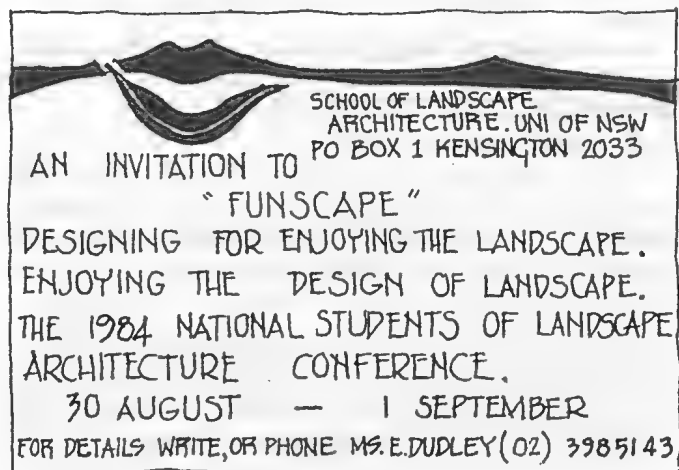 SCHOOL OF LANDSCAPE
ARCHITECTURE. UNI OF NSW
PO BOX 1 KENSINGTON 2033
AN INVITATION TO
"FUNSCAPE"
DESIGNING FOR ENJOYING THE LANDSCAPE.
ENJOYING THE DESIGN OF LANDSCAPE.
THE 1984 NATIONAL STUDENTS OF LANDSCAPE
ARCHITECTURE CONFERENCE.
30 AUGUST — 1 SEPTEMBER
FOR DETAILS WRITE, OR PHONE MS. E. DUDLEY (02) 3985143